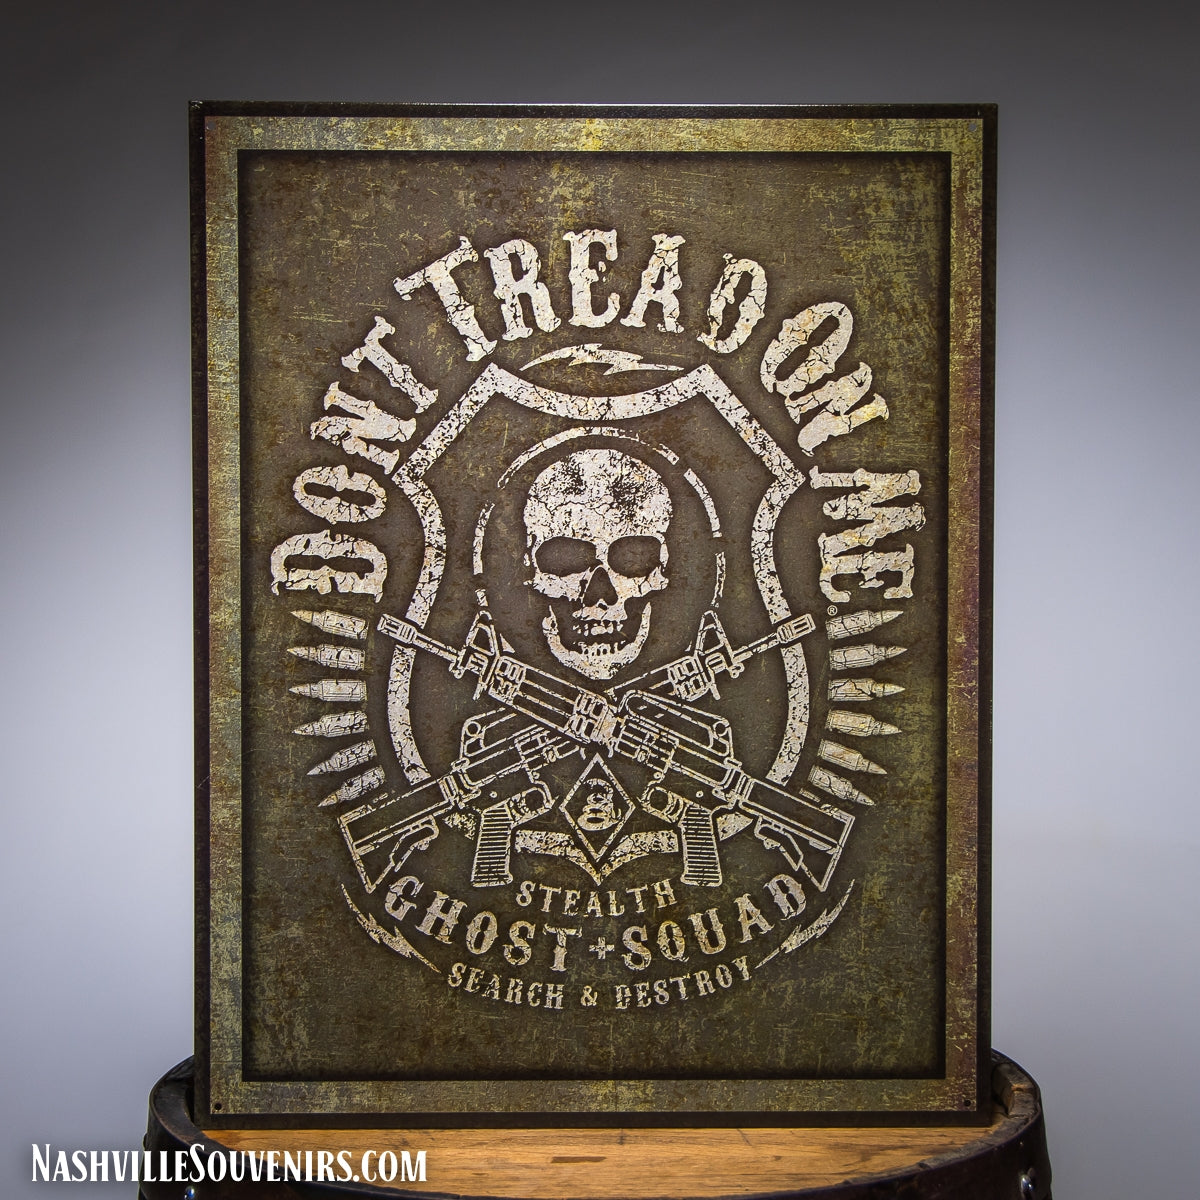 DONT TREAD ON ME®
STEALTH
GHOST + SQUAD
SEARCH & DESTROY
NASHVILLESOUVENIRS.COM